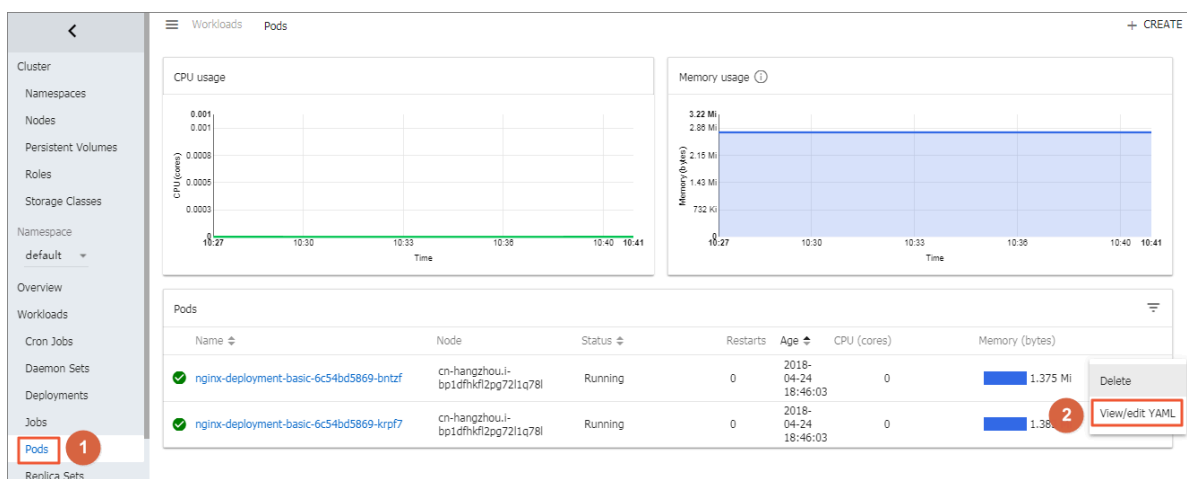 Workloads Pods
+ CREATE
Cluster
Namespaces
Nodes
Persistent Volumes
Roles
Storage Classes
Namespace
default
Overview
Workloads
Cron Jobs
Daemon Sets
Deployments
Jobs
Pods
1
Replica Sets
CPU usage
CPU (cores)
0.001
0.001
0.0008
0.0005
0.0003
0
10:27 10:30 10:33 10:36 10:40 10:41
Time
Memory usage
Memory (bytes)
3.22 Mi
2.86 Mi
2.15 Mi
1.43 Mi
732 Ki
0
10:27 10:30 10:33 10:36 10:40 10:41
Time
Pods
Name Node Status Restarts Age CPU (cores) Memory (bytes)
nginx-deployment-basic-6c54bd5869-bntzf
cn-hangzhou.i-
bp1dfhkfl2pg72l1q78l
Running
0
2018-
04-24
18:46:03
0
1.375 Mi
nginx-deployment-basic-6c54bd5869-krpf7
cn-hangzhou.i-
bp1dfhkfl2pg72l1q78l
Running
0
2018-
04-24
18:46:03
0
Delete
View/edit YAML
2